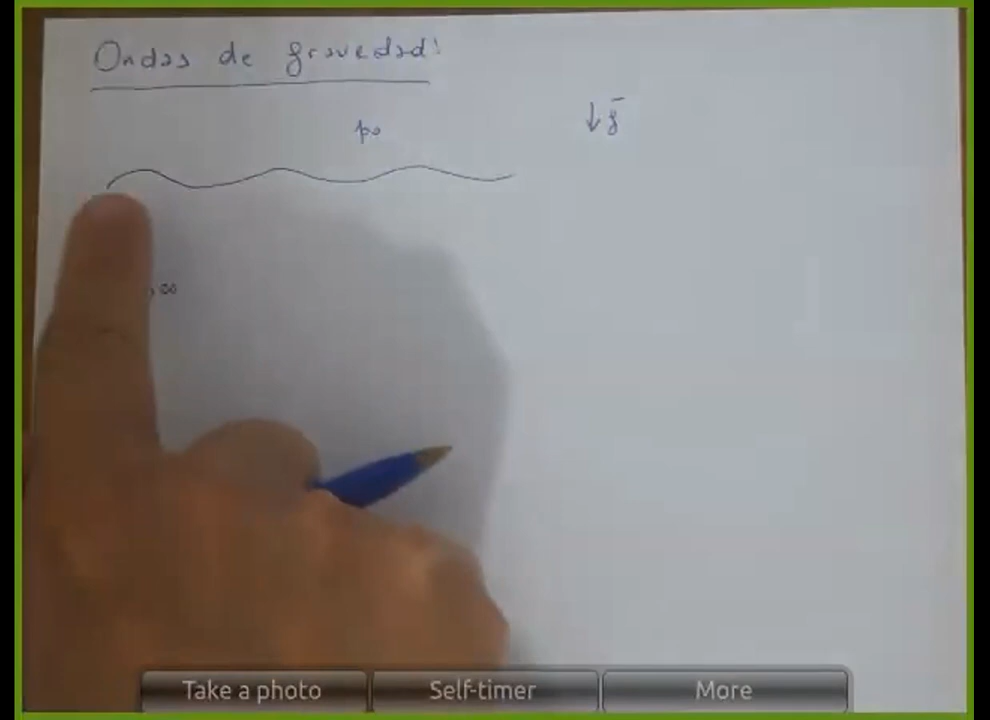 Ondas de gravedad:
p₀
↓ḡ
∞
Take a photo
Self-timer
More